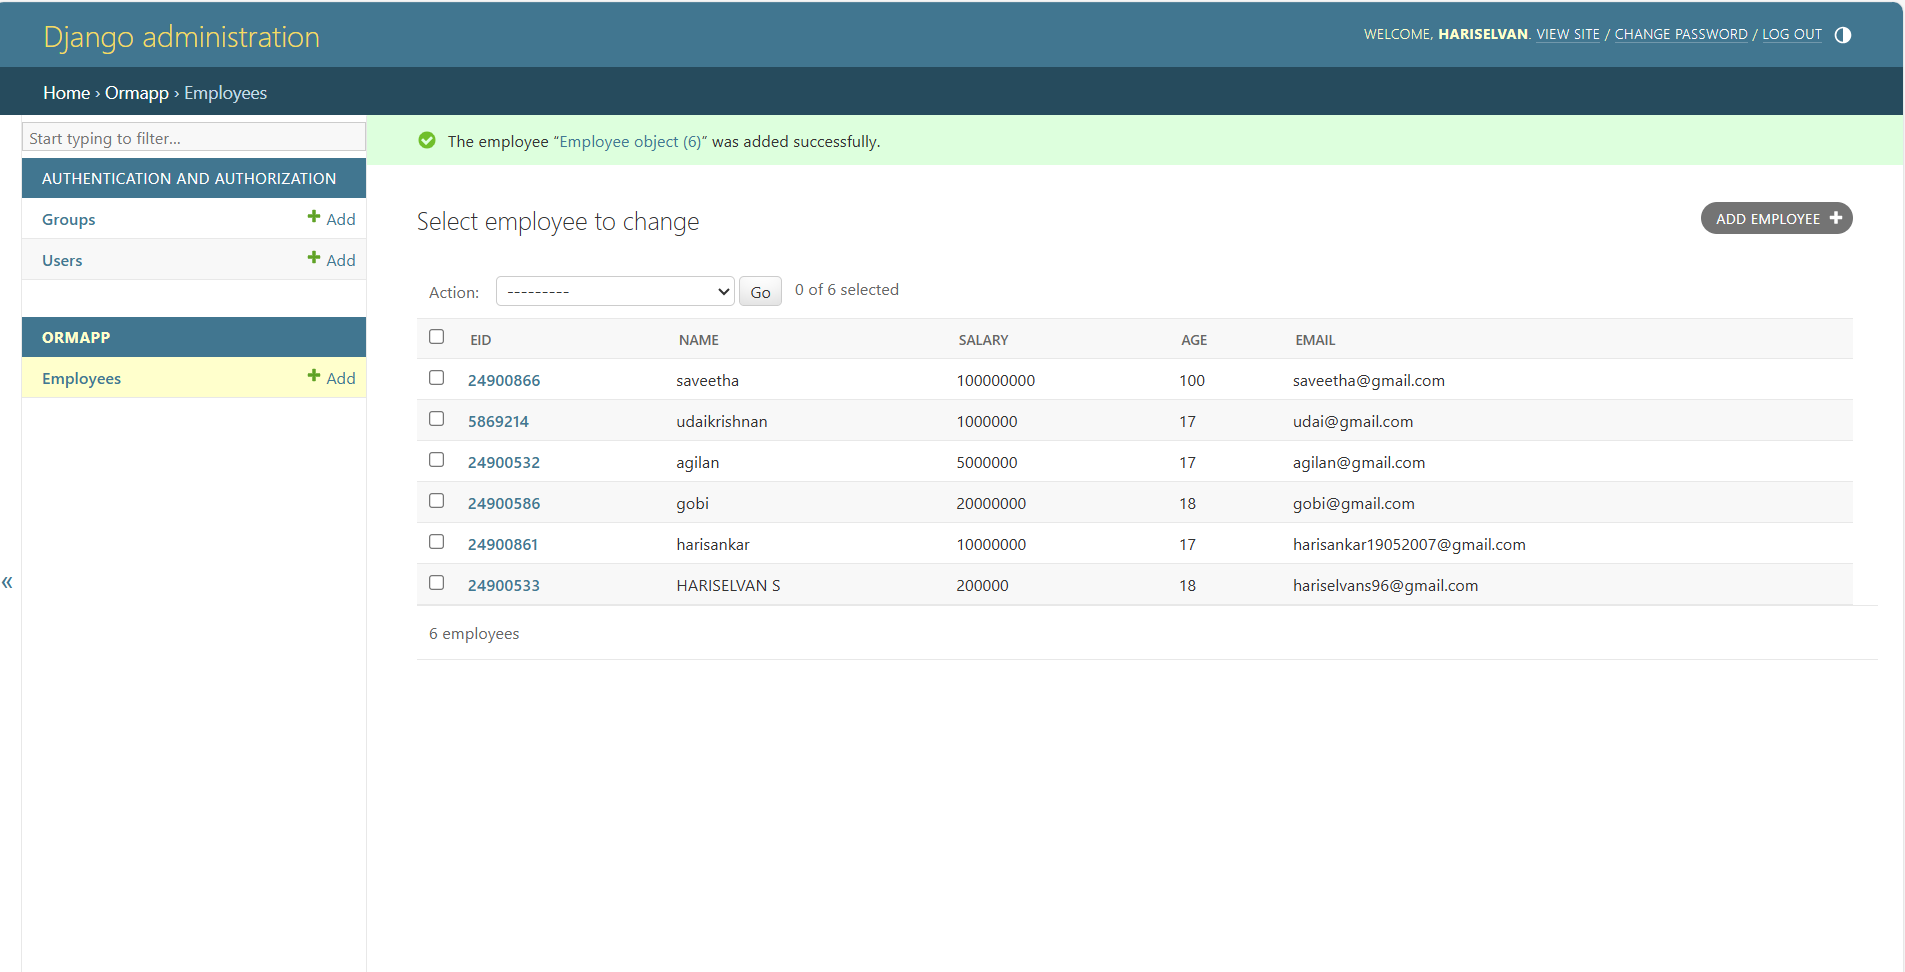 Django administration
WELCOME, HARISELVAN. VIEW SITE / CHANGE PASSWORD / LOG OUT
Home › Ormapp › Employees
Start typing to filter...
AUTHENTICATION AND AUTHORIZATION
Groups + Add
Users + Add
ORMAPP
Employees + Add
«
The employee “Employee object (6)” was added successfully.
Select employee to change
ADD EMPLOYEE +
Action: --------- Go 0 of 6 selected
EID NAME SALARY AGE EMAIL
24900866 saveetha 100000000 100 saveetha@gmail.com
5869214 udaikrishnan 1000000 17 udai@gmail.com
24900532 agilan 5000000 17 agilan@gmail.com
24900586 gobi 20000000 18 gobi@gmail.com
24900861 harisankar 10000000 17 harisankar19052007@gmail.com
24900533 HARISELVAN S 200000 18 hariselvans96@gmail.com
6 employees